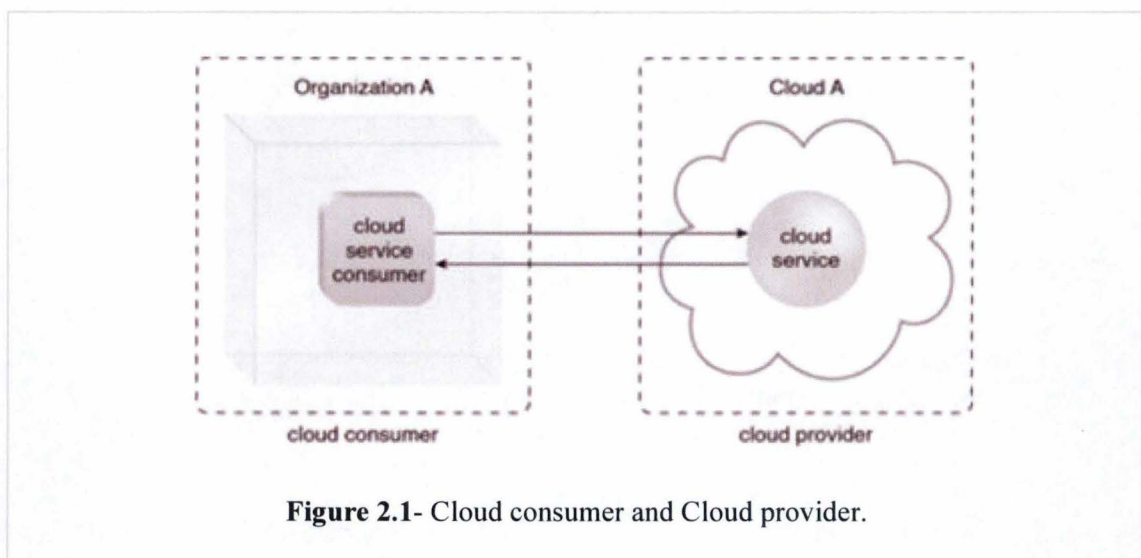 Organization A
Cloud A
cloud
service
consumer
cloud
service
cloud consumer
cloud provider
Figure 2.1- Cloud consumer and Cloud provider.